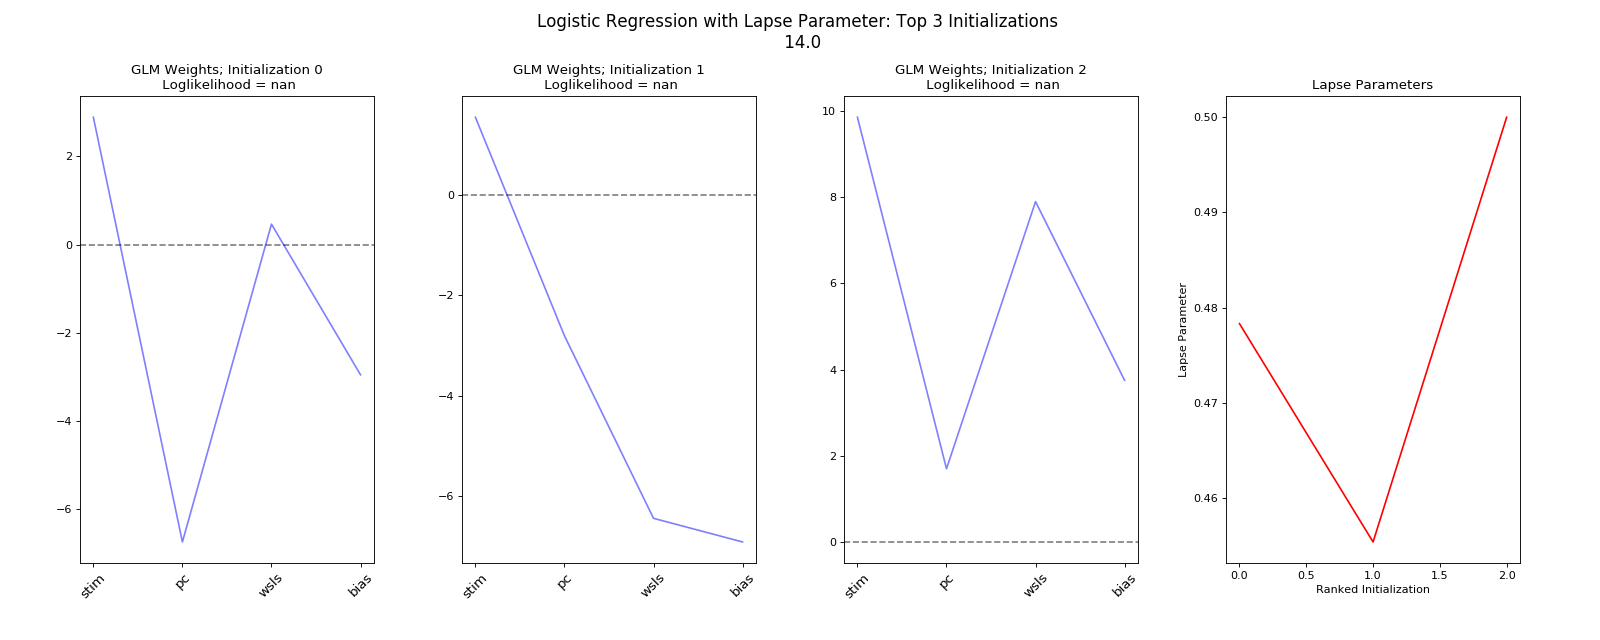 Logistic Regression with Lapse Parameter: Top 3 Initializations
14.0
GLM Weights; Initialization 0
Loglikelihood = nan
2
0
−2
−4
−6
stim
pc
wsls
bias
GLM Weights; Initialization 1
Loglikelihood = nan
0
−2
−4
−6
stim
pc
wsls
bias
GLM Weights; Initialization 2
Loglikelihood = nan
10
8
6
4
2
0
stim
pc
wsls
bias
Lapse Parameters
Lapse Parameter
0.50
0.49
0.48
0.47
0.46
0.0
0.5
1.0
1.5
2.0
Ranked Initialization